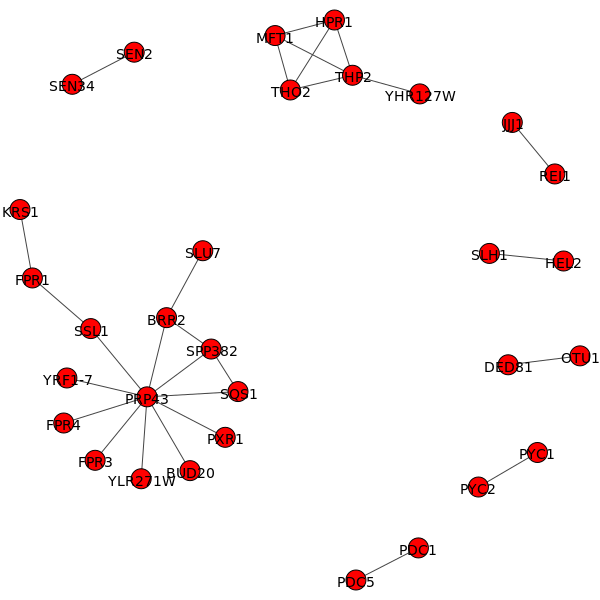 HPR1
MFT1
SEN2
THP2
SEN34
THO2
YHR127W
JJJ1
REI1
KRS1
SLU7
SLH1
HEL2
FPR1
BRR2
SSL1
SPP382
OTU1
DED81
YRF1-7
SQS1
PRP43
FPR4
PXR1
PYC1
FPR3
BUD20
YLR271W
PYC2
PDC1
PDC5